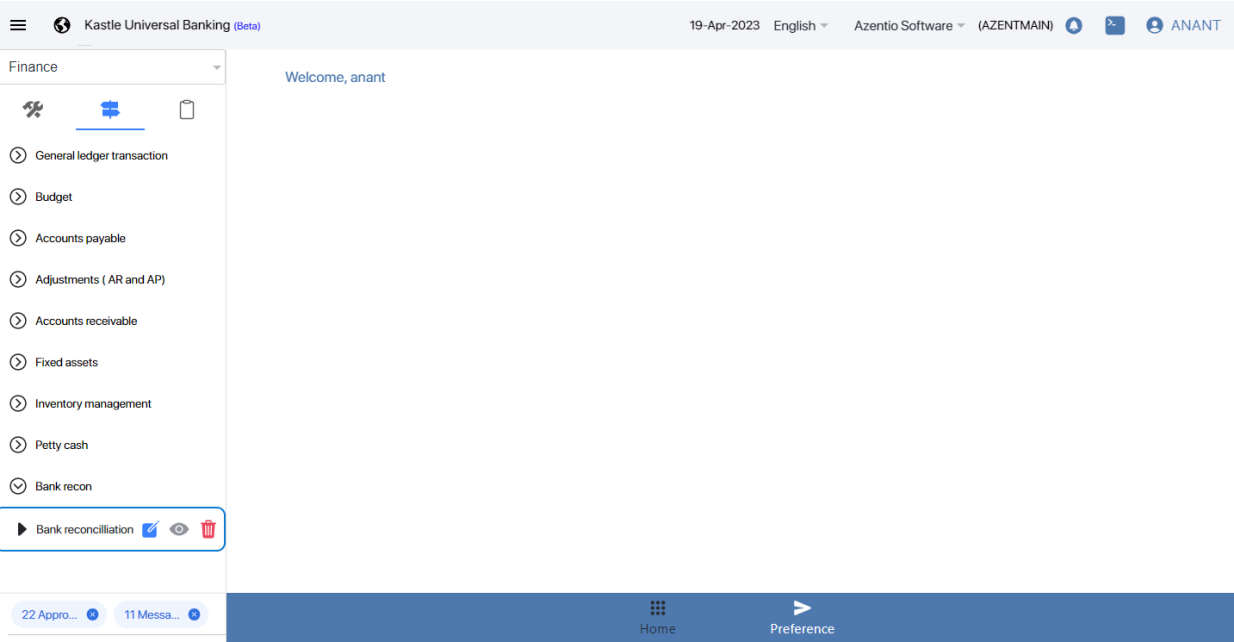 Kastle Universal Banking (Beta)
19-Apr-2023 English Azentio Software (AZENTMAIN) ANANT
Finance
Welcome, anant
General ledger transaction
Budget
Accounts payable
Adjustments ( AR and AP)
Accounts receivable
Fixed assets
Inventory management
Petty cash
Bank recon
Bank reconcilliation
22 Appro... 11 Messa...
Home Preference